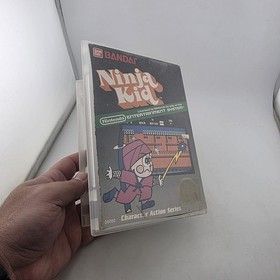 BANDAI
Ninja
Kid
Nintendo ENTERTAINMENT SYSTEM
Character Action Series